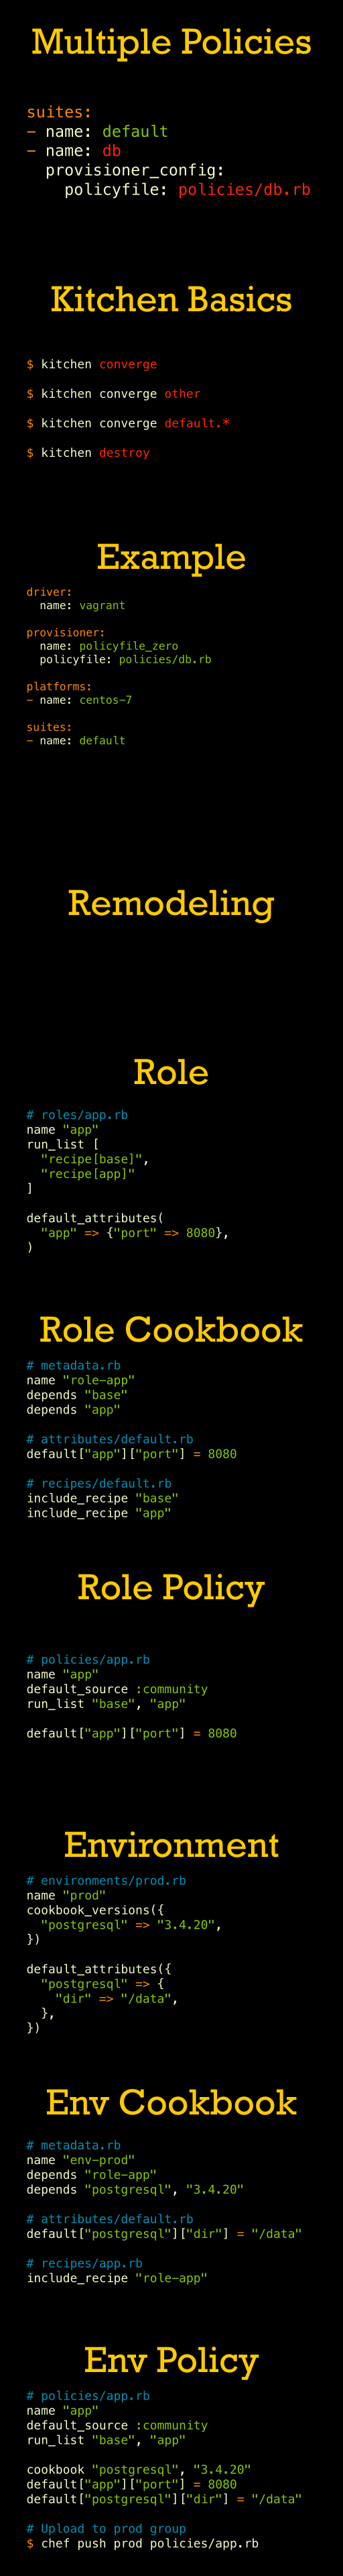 Multiple Policies
suites:
- name: default
- name: db
  provisioner_config:
    policyfile: policies/db.rb
Kitchen Basics
$ kitchen converge
$ kitchen converge other
$ kitchen converge default.*
$ kitchen destroy
Example
driver:
  name: vagrant
provisioner:
  name: policyfile_zero
  policyfile: policies/db.rb
platforms:
- name: centos-7
suites:
- name: default
Remodeling
Role
# roles/app.rb
name "app"
run_list [
  "recipe[base]",
  "recipe[app]"
]
default_attributes(
  "app" => {"port" => 8080},
)
Role Cookbook
# metadata.rb
name "role-app"
depends "base"
depends "app"
# attributes/default.rb
default["app"]["port"] = 8080
# recipes/default.rb
include_recipe "base"
include_recipe "app"
Role Policy
# policies/app.rb
name "app"
default_source :community
run_list "base", "app"
default["app"]["port"] = 8080
Environment
# environments/prod.rb
name "prod"
cookbook_versions({
  "postgresql" => "3.4.20",
})
default_attributes({
  "postgresql" => {
    "dir" => "/data",
  },
})
Env Cookbook
# metadata.rb
name "env-prod"
depends "role-app"
depends "postgresql", "3.4.20"
# attributes/default.rb
default["postgresql"]["dir"] = "/data"
# recipes/app.rb
include_recipe "role-app"
Env Policy
# policies/app.rb
name "app"
default_source :community
run_list "base", "app"
cookbook "postgresql", "3.4.20"
default["app"]["port"] = 8080
default["postgresql"]["dir"] = "/data"
# Upload to prod group
$ chef push prod policies/app.rb